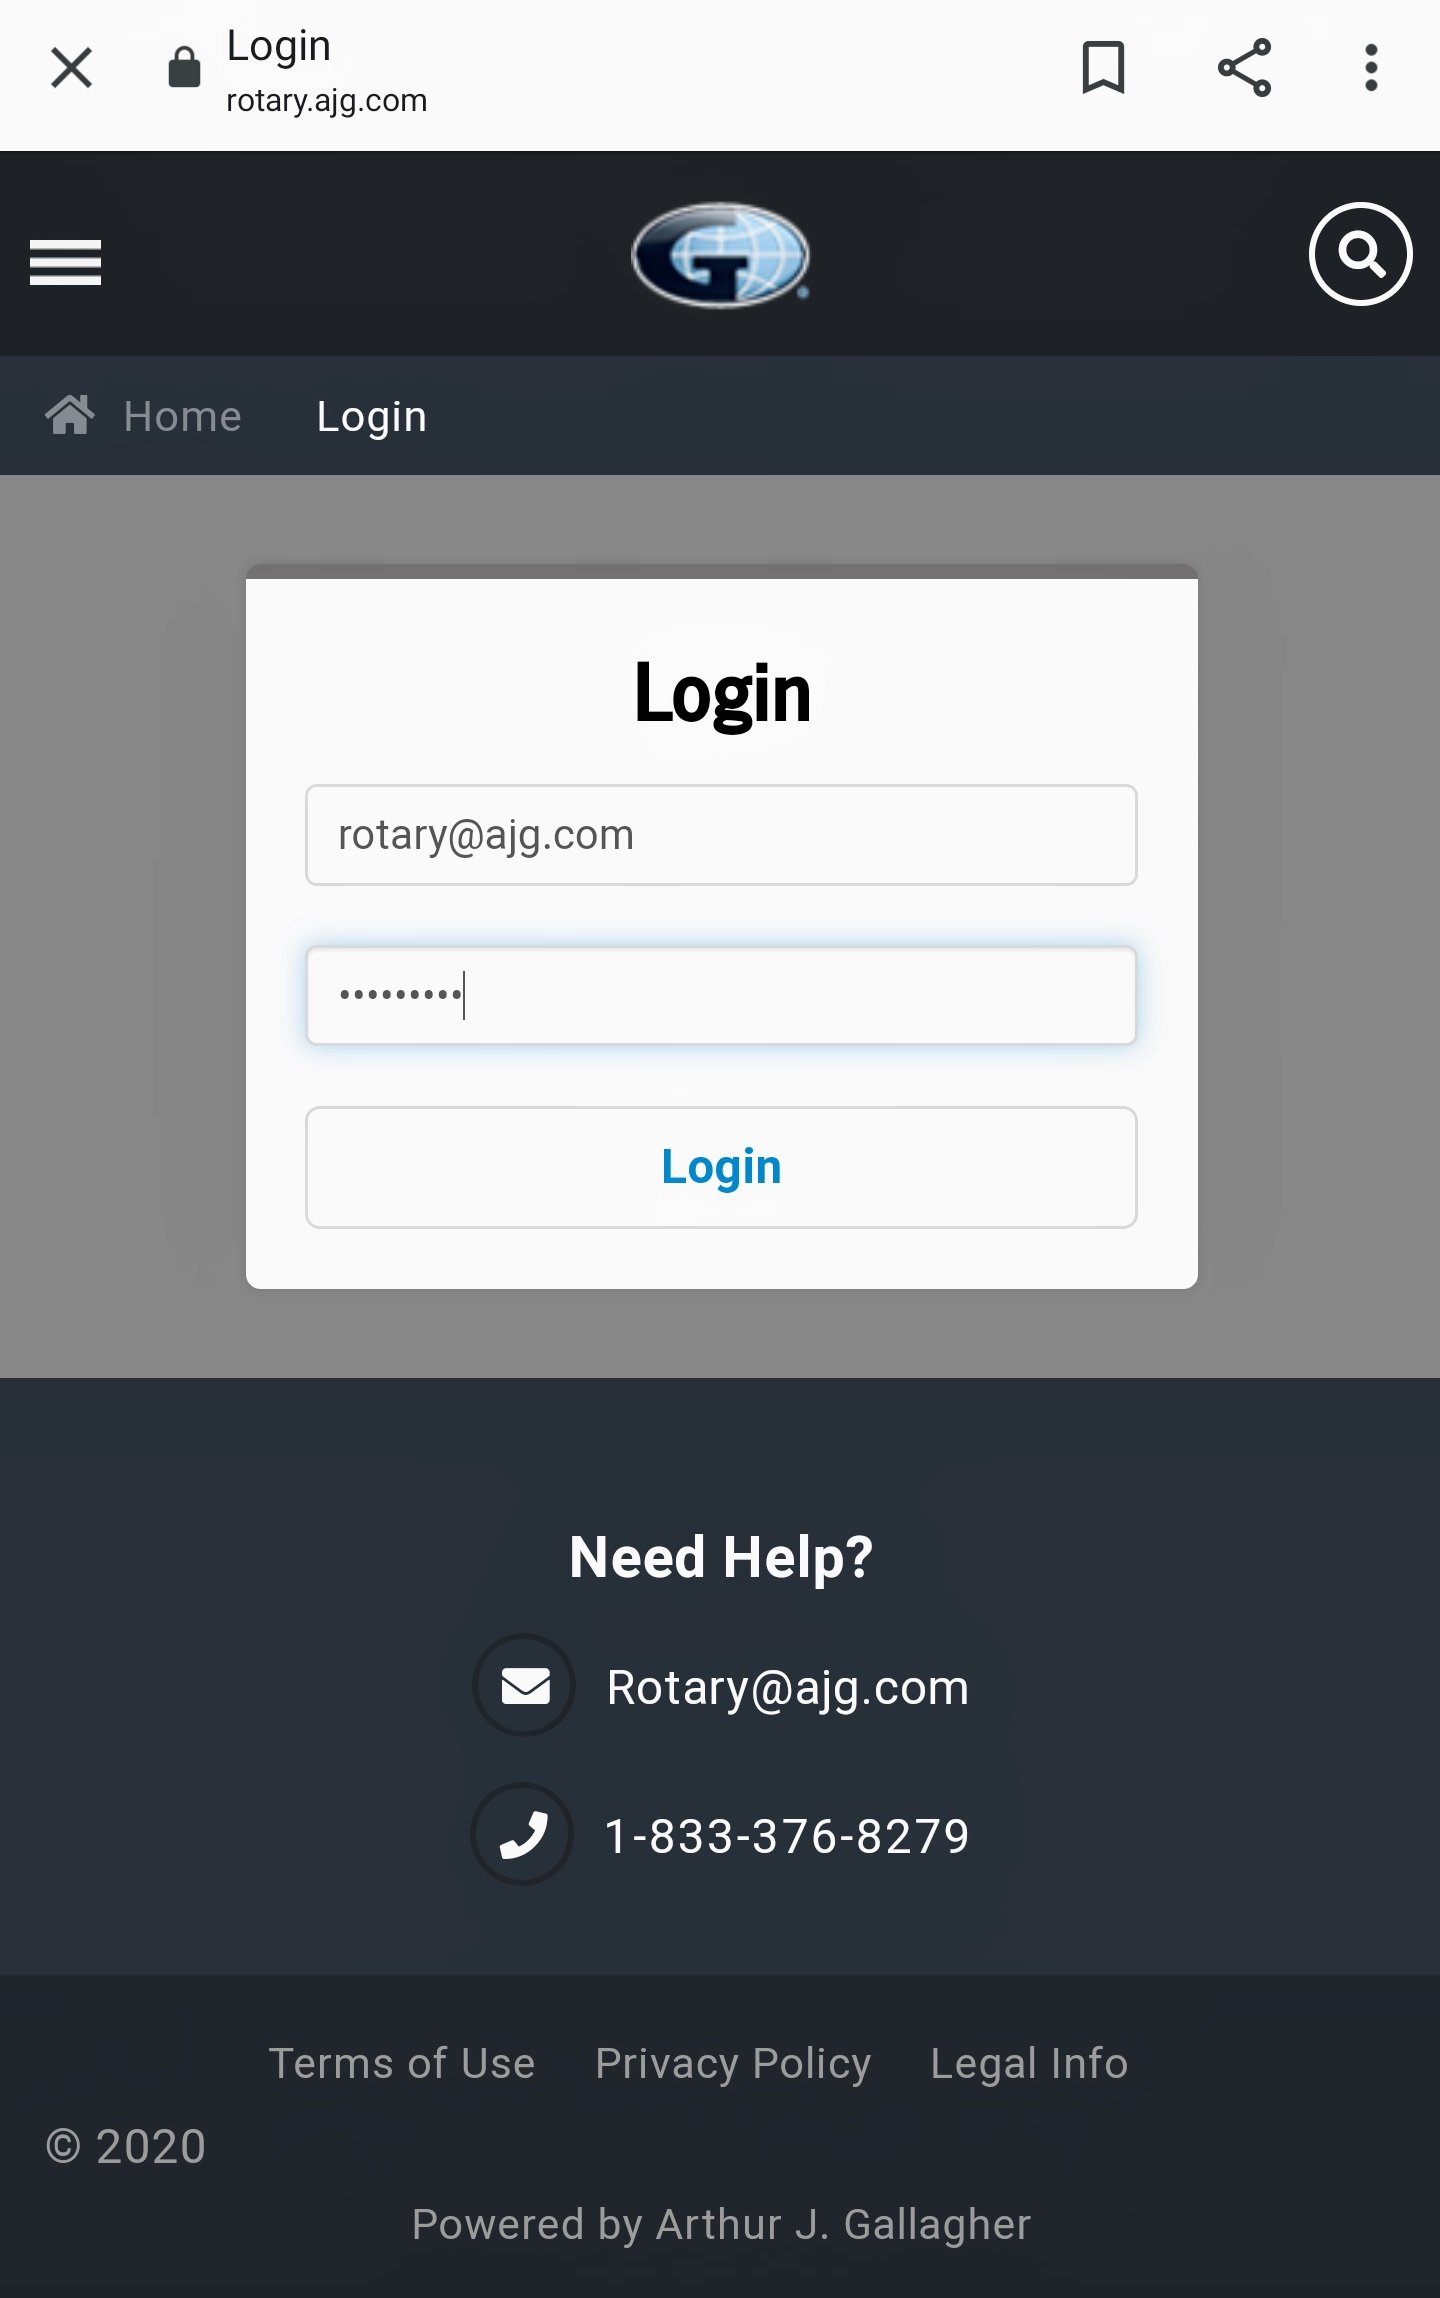 Login
rotary.ajg.com
Home Login
Login
rotary@ajg.com
•••••••••
Login
Need Help?
Rotary@ajg.com
1-833-376-8279
Terms of Use Privacy Policy Legal Info
© 2020
Powered by Arthur J. Gallagher